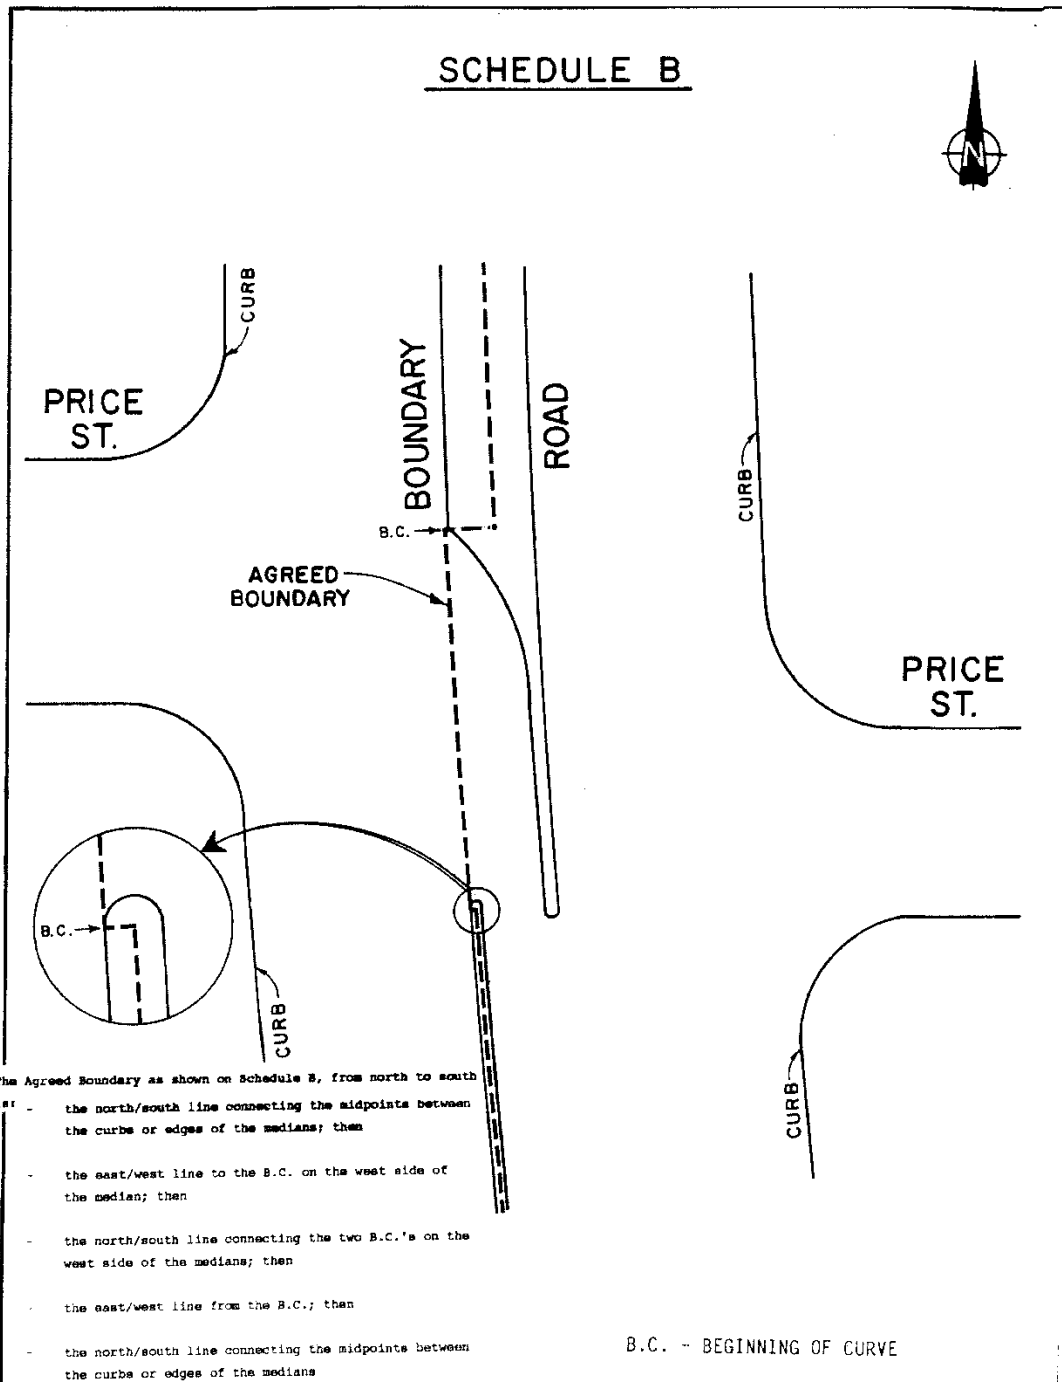 SCHEDULE B
N
CURB
PRICE
ST.
BOUNDARY
ROAD
CURB
B.C.
AGREED
BOUNDARY
PRICE
ST.
B.C.
CURB
CURB
The Agreed Boundary as shown on Schedule B, from north to south
- the north/south line connecting the midpoints between
the curbs or edges of the medians; then
- the east/west line to the B.C. on the west side of
the median; then
- the north/south line connecting the two B.C.'s on the
west side of the medians; then
- the east/west line from the B.C.; then
- the north/south line connecting the midpoints between
the curbs or edges of the medians
B.C. - BEGINNING OF CURVE